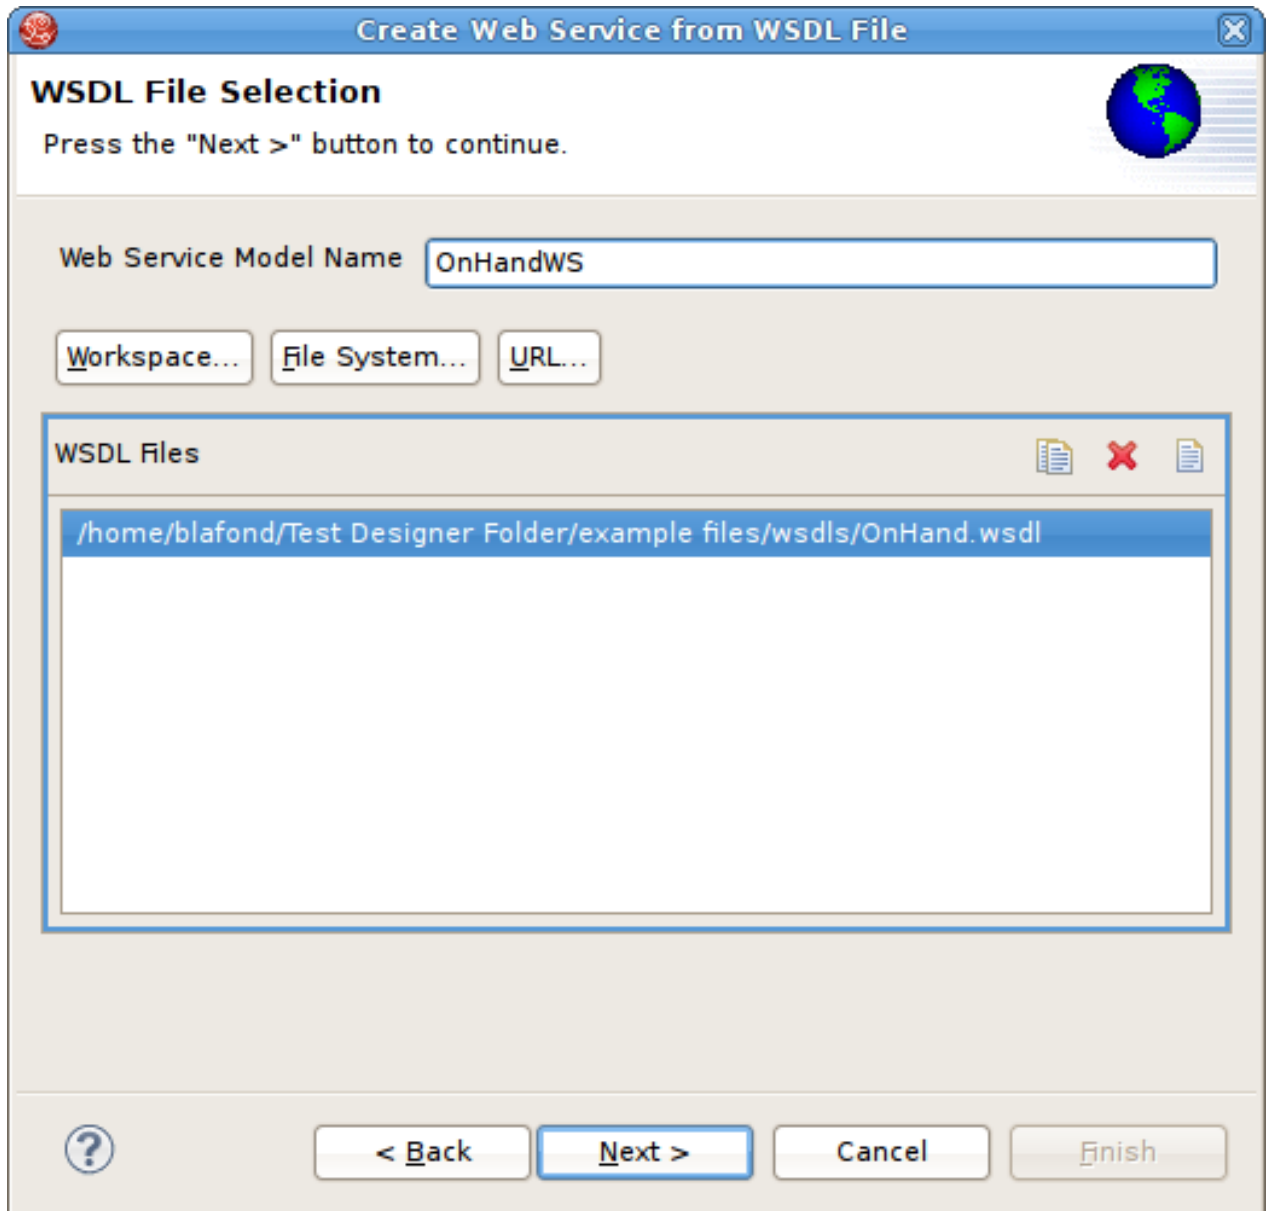 Create Web Service from WSDL File
WSDL File Selection
Press the "Next >" button to continue.
Web Service Model Name OnHandWS
Workspace... File System... URL...
WSDL Files
/home/blafond/Test Designer Folder/example files/wsdls/OnHand.wsdl
? < Back Next > Cancel Finish